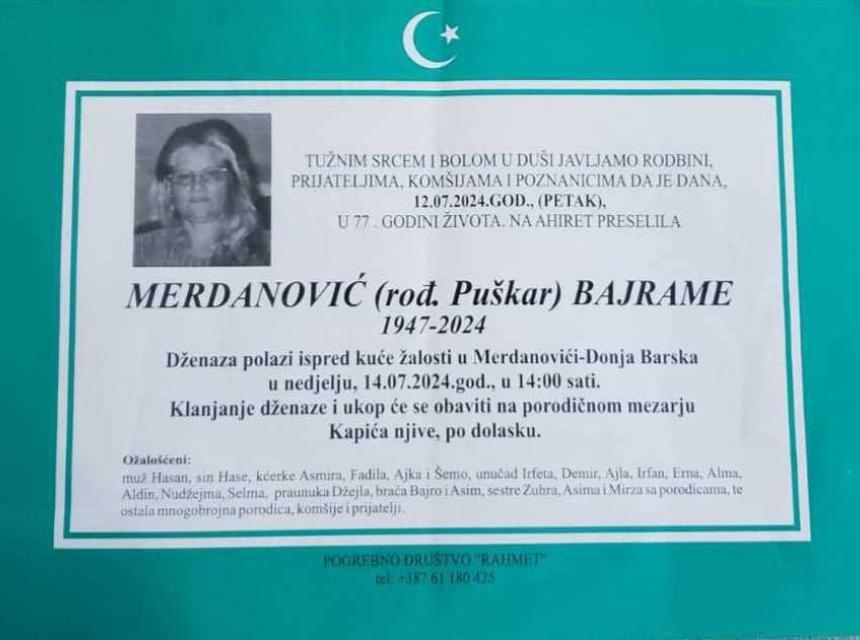 TUŽNIM SRCEM I BOLOM U DUŠI JAVLJAMO RODBINI,
PRIJATELJIMA, KOMŠIJAMA I POZNANICIMA DA JE DANA,
12.07.2024.GOD., (PETAK),
U 77 . GODINI ŽIVOTA. NA AHIRET PRESELILA
MERDANOVIĆ (rođ. Puškar) BAJRAME
1947-2024
Dženaza polazi ispred kuće žalosti u Merdanovići-Donja Barska
u nedjelju, 14.07.2024.god., u 14:00 sati.
Klanjanje dženaze i ukop će se obaviti na porodičnom mezarju
Kapića njive, po dolasku.
Ožalošćeni:
muž Hasan, sin Hase, kćerke Asmira, Fadila, Ajka i Šemo, unučad Irfeta, Demir, Ajla, Irfan, Erna, Alma,
Aldin, Nudžejma, Selma, praunuka Džejla, braća Bajro i Asim, sestre Zuhra, Asima i Mirza sa porodicama, te
ostala mnogobrojna porodica, komšije i prijatelji.
POGREBNO DRUŠTVO "RAHMET"
tel: +387 61 180 425